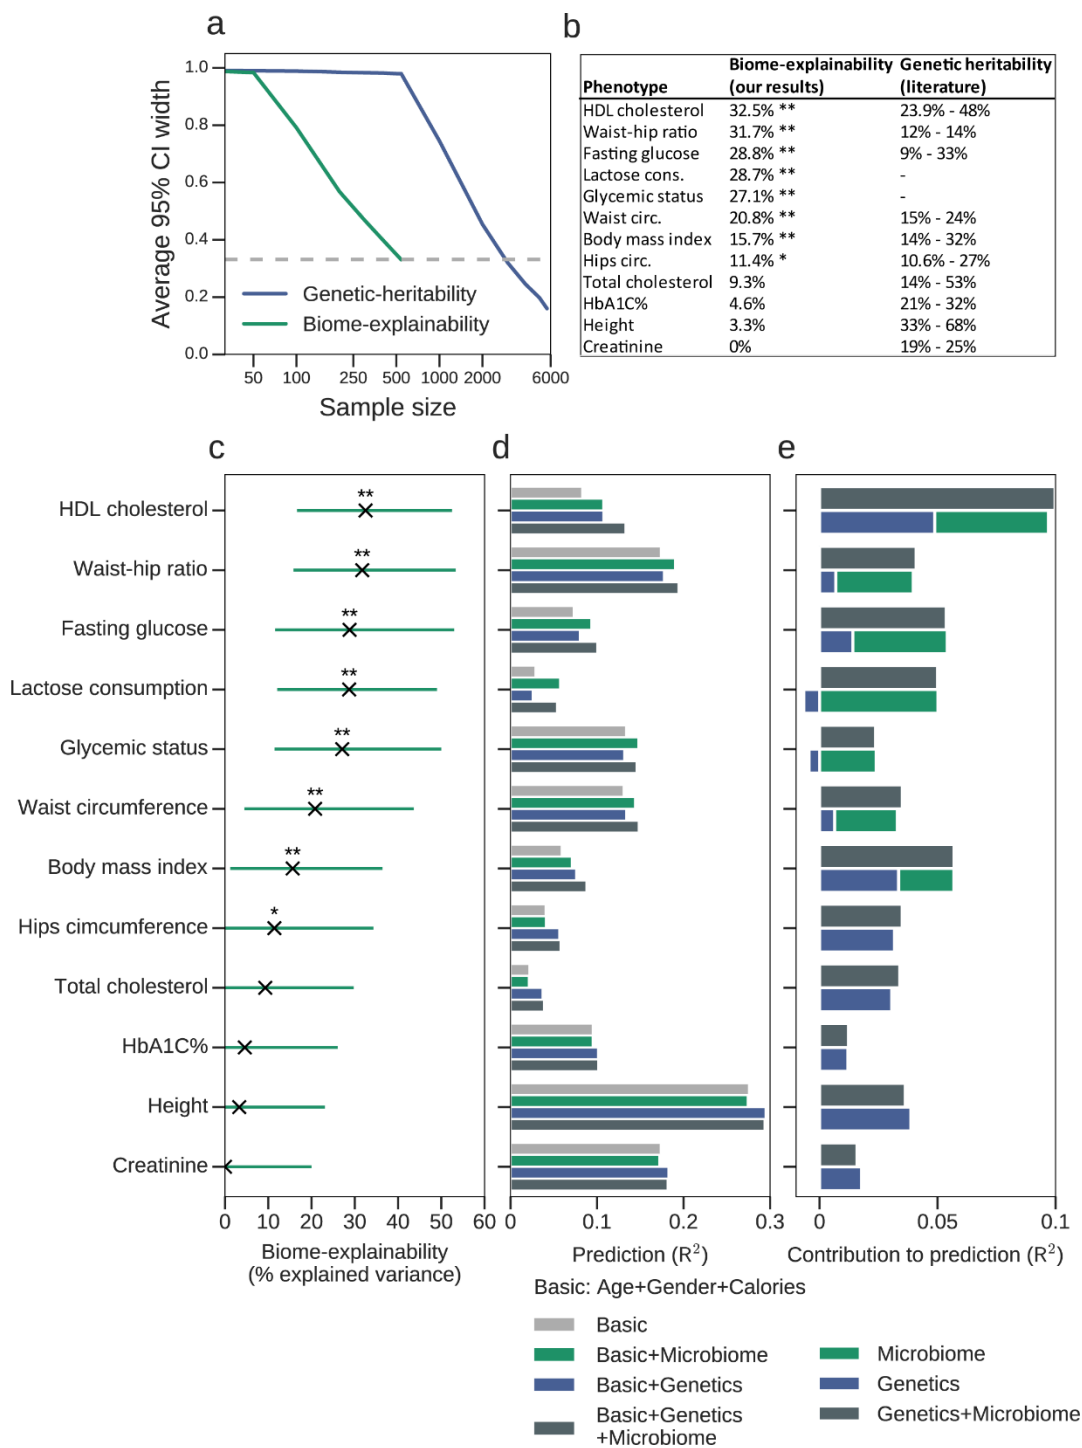 a
Average 95% CI width
1.0
0.8
0.6
0.4
0.2
0.0
Genetic-heritability
Biome-explainability
50 100 250 500 1000 2000 6000
Sample size
b
Phenotype Biome-explainability (our results) Genetic heritability (literature)
HDL cholesterol 32.5% ** 23.9% - 48%
Waist-hip ratio 31.7% ** 12% - 14%
Fasting glucose 28.8% ** 9% - 33%
Lactose cons. 28.7% ** -
Glycemic status 27.1% ** -
Waist circ. 20.8% ** 15% - 24%
Body mass index 15.7% ** 14% - 32%
Hips circ. 11.4% * 10.6% - 27%
Total cholesterol 9.3% 14% - 53%
HbA1C% 4.6% 21% - 32%
Height 3.3% 33% - 68%
Creatinine 0% 19% - 25%
c
HDL cholesterol **
Waist-hip ratio **
Fasting glucose **
Lactose consumption **
Glycemic status **
Waist circumference **
Body mass index **
Hips cimcumference *
Total cholesterol
HbA1C%
Height
Creatinine
0 10 20 30 40 50 60
Biome-explainability
(% explained variance)
d
0 0.1 0.2 0.3
Prediction (R²)
e
0 0.05 0.1
Contribution to prediction (R²)
Basic: Age+Gender+Calories
Basic
Basic+Microbiome
Basic+Genetics
Basic+Genetics
+Microbiome
Microbiome
Genetics
Genetics+Microbiome